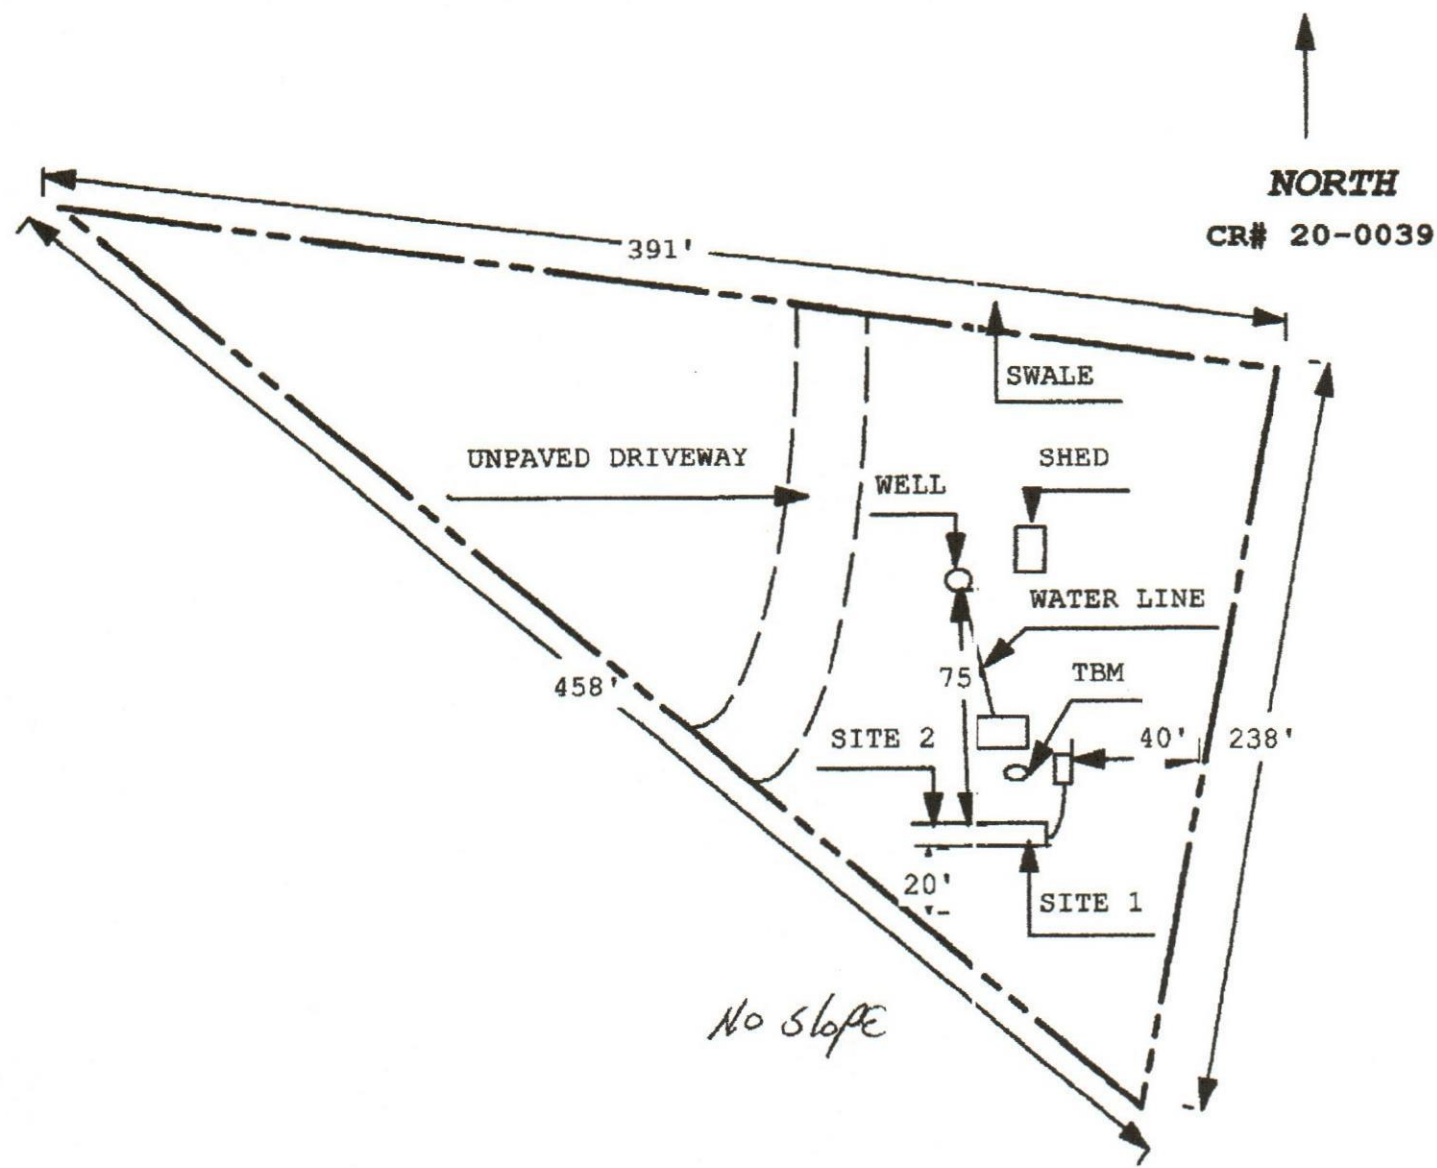 NORTH
CR# 20-0039
391'
SWALE
UNPAVED DRIVEWAY
SHED
WELL
WATER LINE
75
TBM
458'
SITE 2
40'
238'
20'
SITE 1
No slope